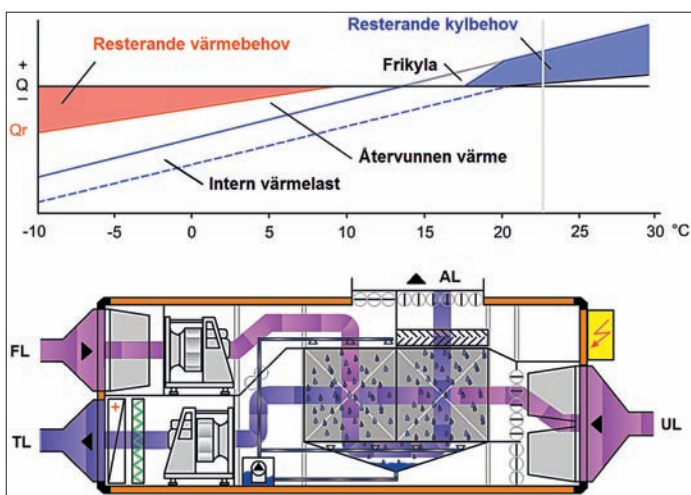 Resterande värmebehov
Resterande kylbehov
Frikyla
+
Q
–
Qr
Återvunnen värme
Intern värmelast
-10 -5 0 5 10 15 20 25 30 °C
AL
FL
TL
+
UL